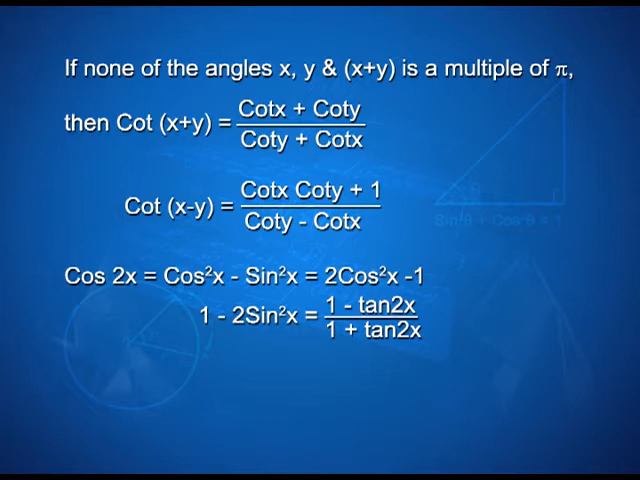 If none of the angles x, y & (x+y) is a multiple of π,
then Cot (x+y) = Cotx + Coty / Coty + Cotx
Cot (x-y) = Cotx Coty + 1 / Coty - Cotx
Cos 2x = Cos²x - Sin²x = 2Cos²x -1
1 - 2Sin²x = 1 - tan2x / 1 + tan2x